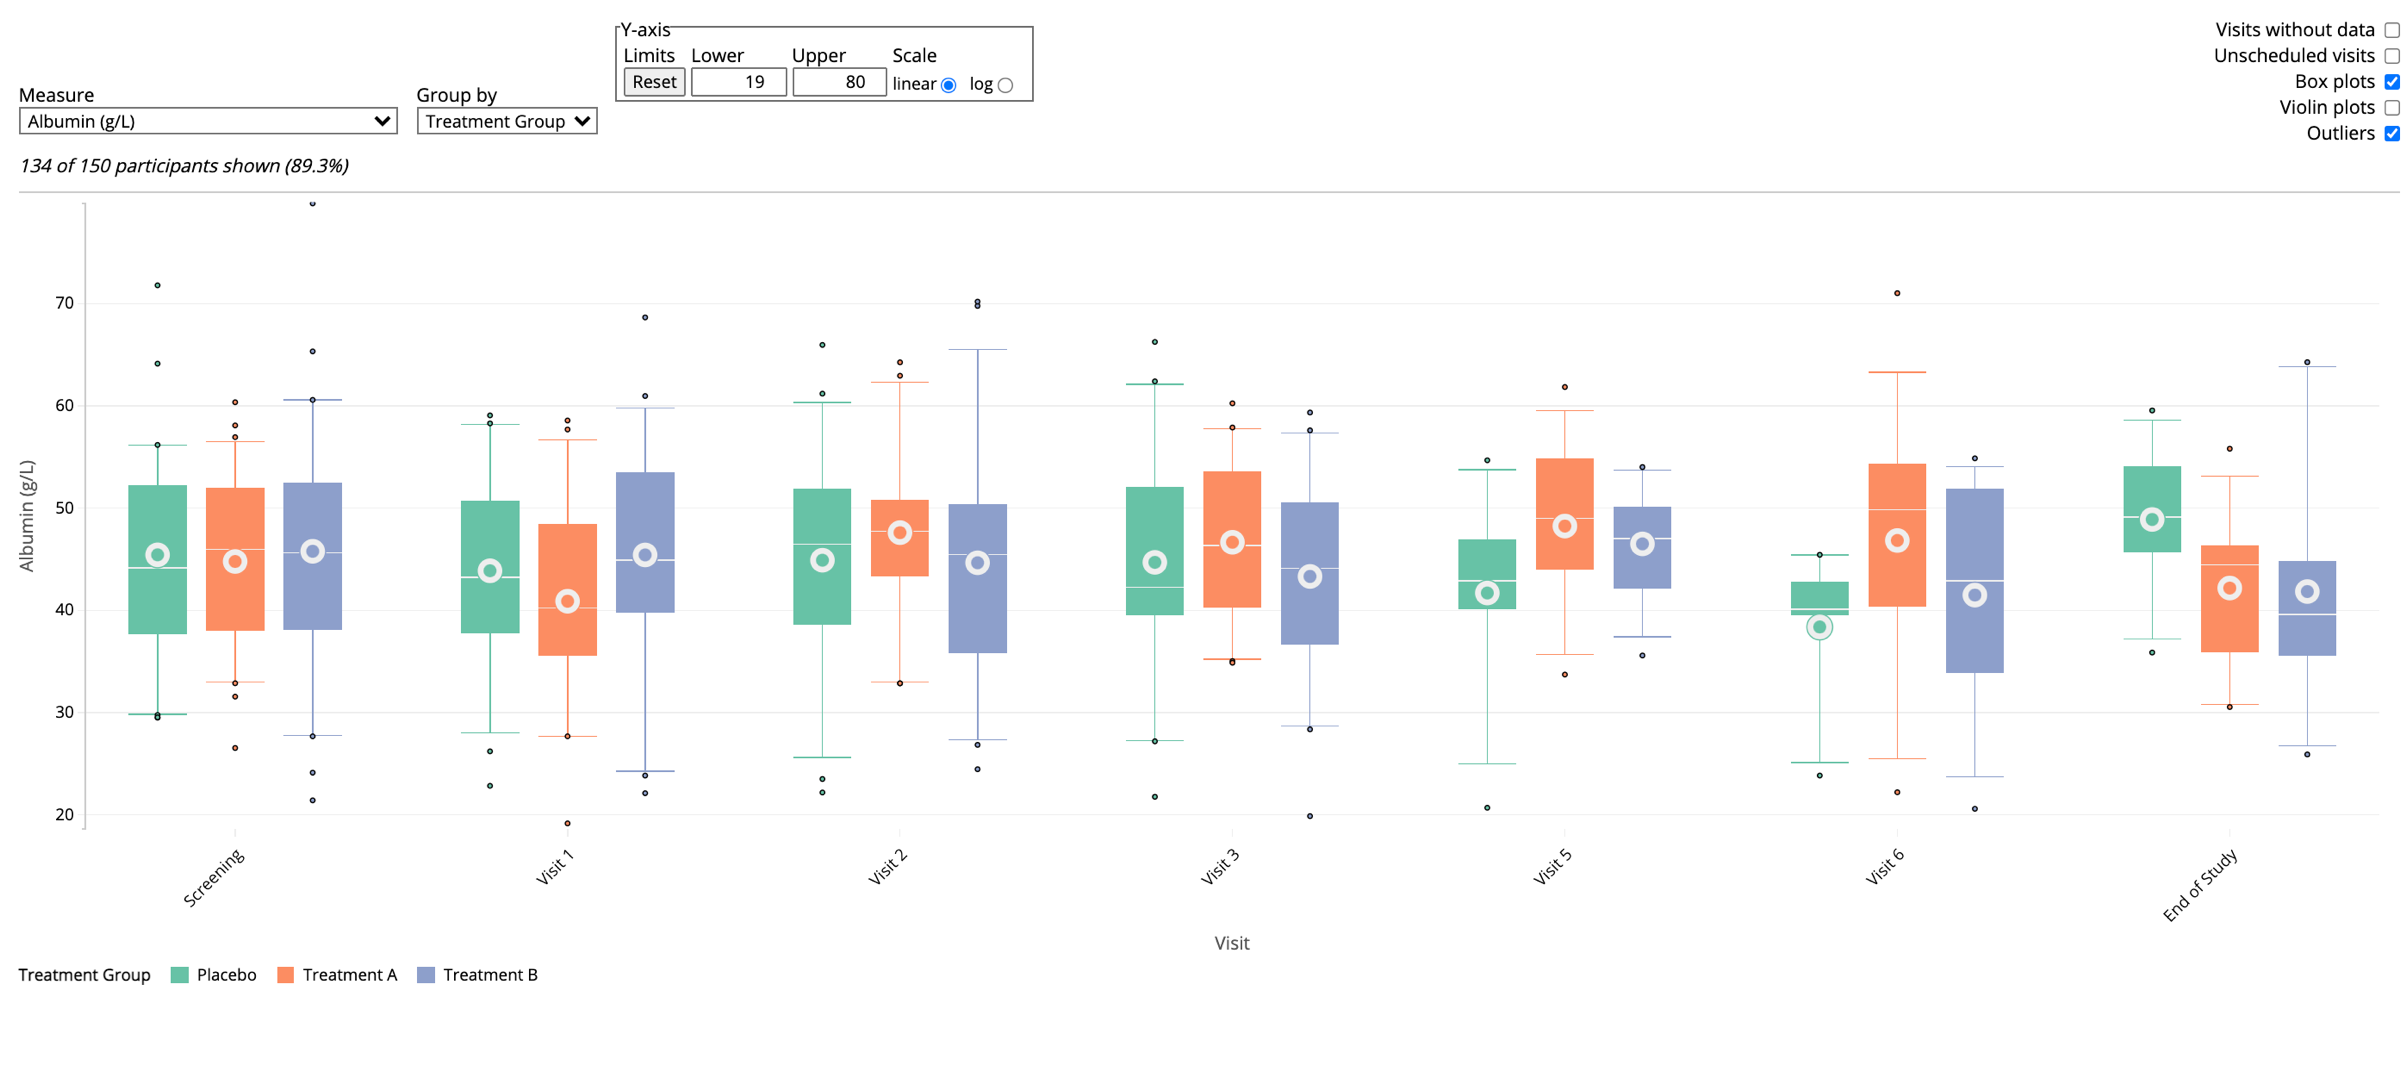 Y-axis
Limits Lower Upper Scale
Reset 19 80 linear log
Visits without data
Unscheduled visits
Box plots
Violin plots
Outliers
Measure Group by
Albumin (g/L) Treatment Group
134 of 150 participants shown (89.3%)
Albumin (g/L)
70
60
50
40
30
20
Screening Visit 1 Visit 2 Visit 3 Visit 5 Visit 6 End of Study
Visit
Treatment Group Placebo Treatment A Treatment B